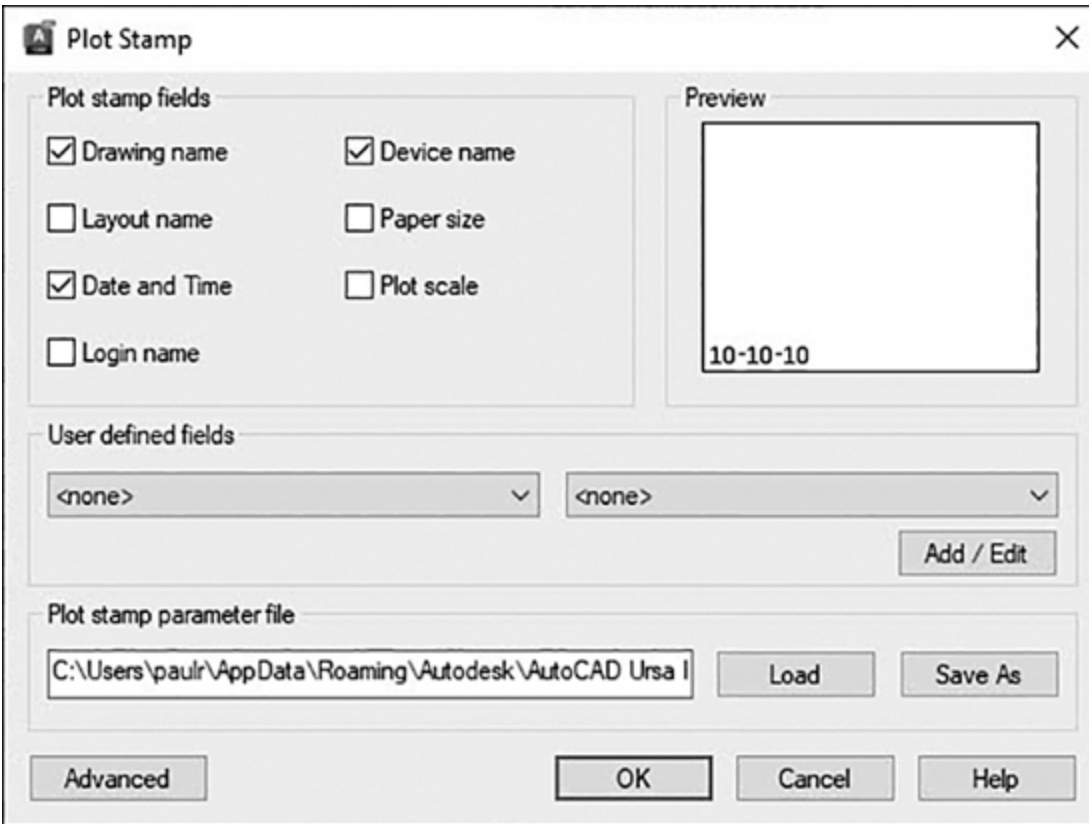 Plot Stamp
Plot stamp fields
Drawing name
Device name
Layout name
Paper size
Date and Time
Plot scale
Login name
Preview
10-10-10
User defined fields
<none>
<none>
Add / Edit
Plot stamp parameter file
C:\Users\paulr\AppData\Roaming\Autodesk\AutoCAD Ursa
Load
Save As
Advanced
OK
Cancel
Help